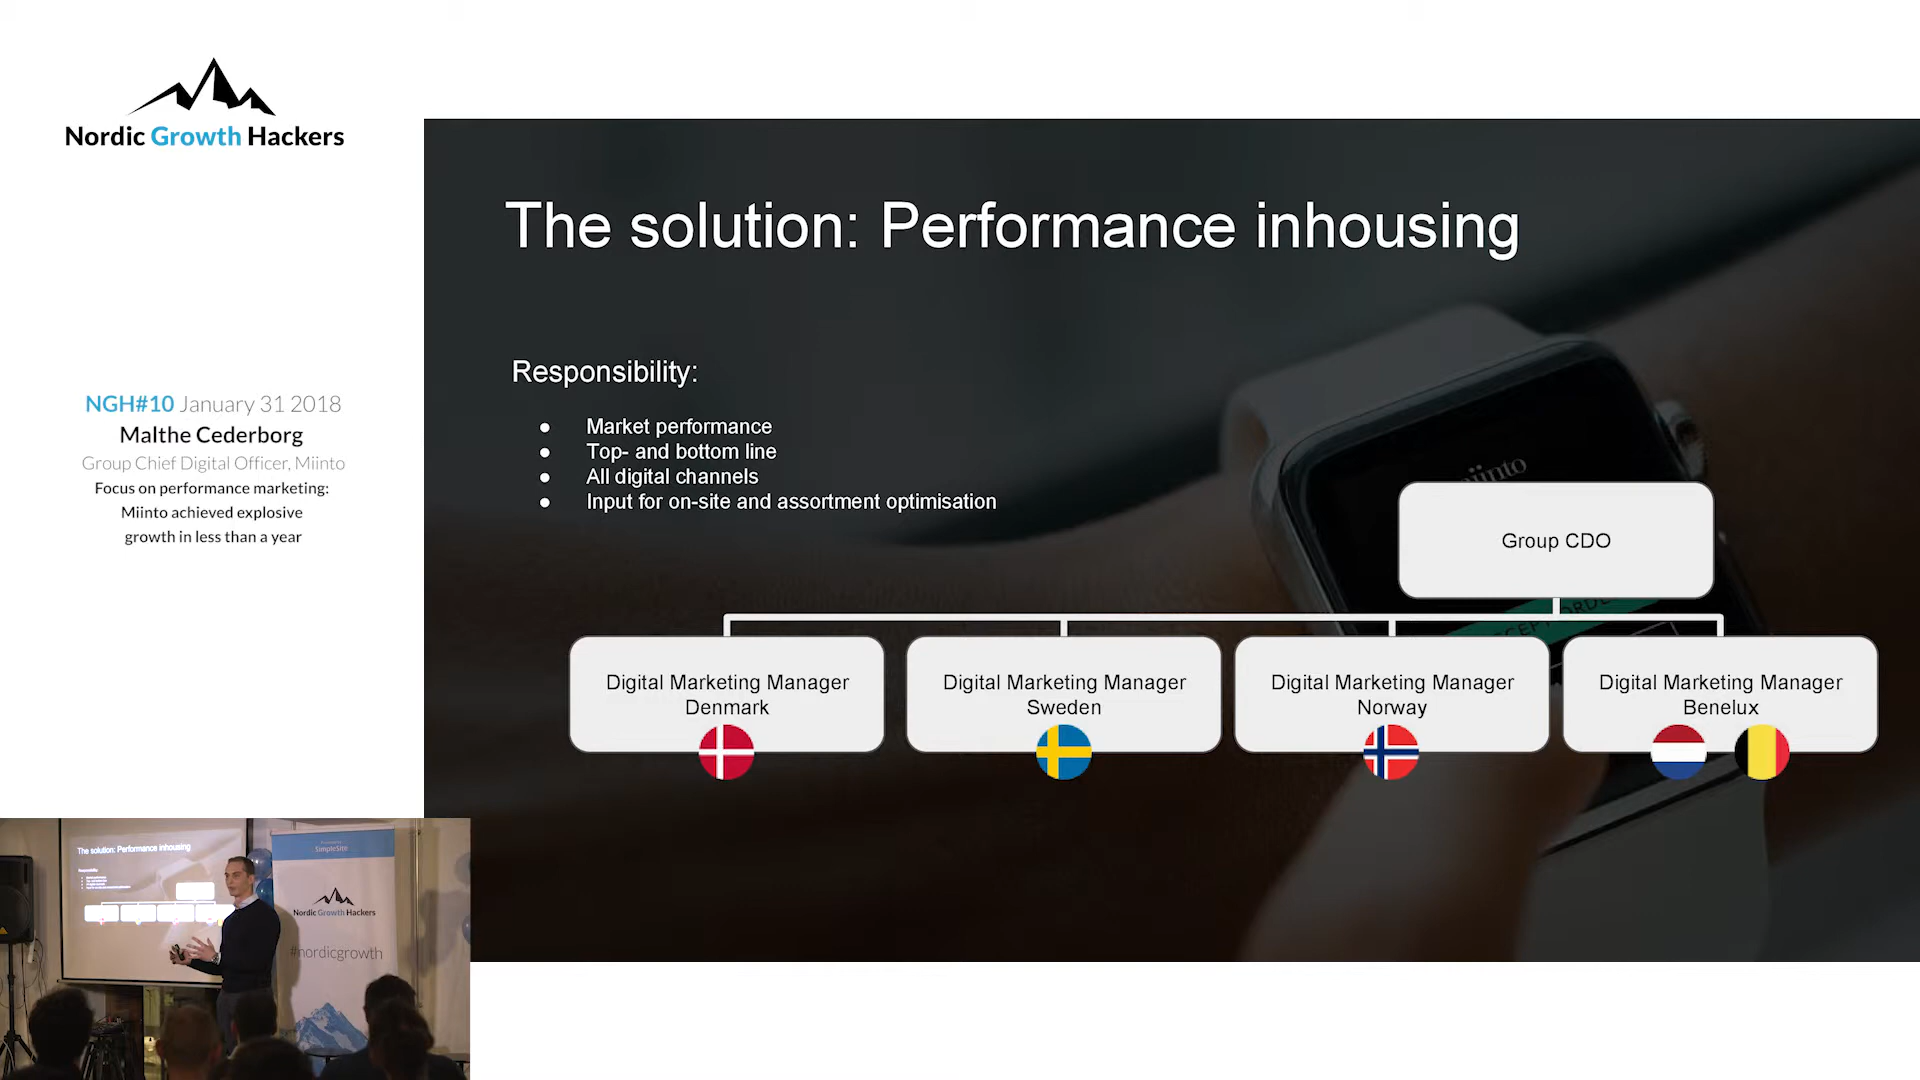 Nordic Growth Hackers
NGH#10 January 31 2018
Malthe Cederborg
Group Chief Digital Officer, Miinto
Focus on performance marketing:
Miinto achieved explosive
growth in less than a year
The solution: Performance inhousing
Responsibility:
● Market performance
● Top- and bottom line
● All digital channels
● Input for on-site and assortment optimisation
Group CDO
Digital Marketing Manager
Denmark
Digital Marketing Manager
Sweden
Digital Marketing Manager
Norway
Digital Marketing Manager
Benelux
The solution: Performance inhousing
SimpleSite
Nordic Growth Hackers
#nordicgrowth